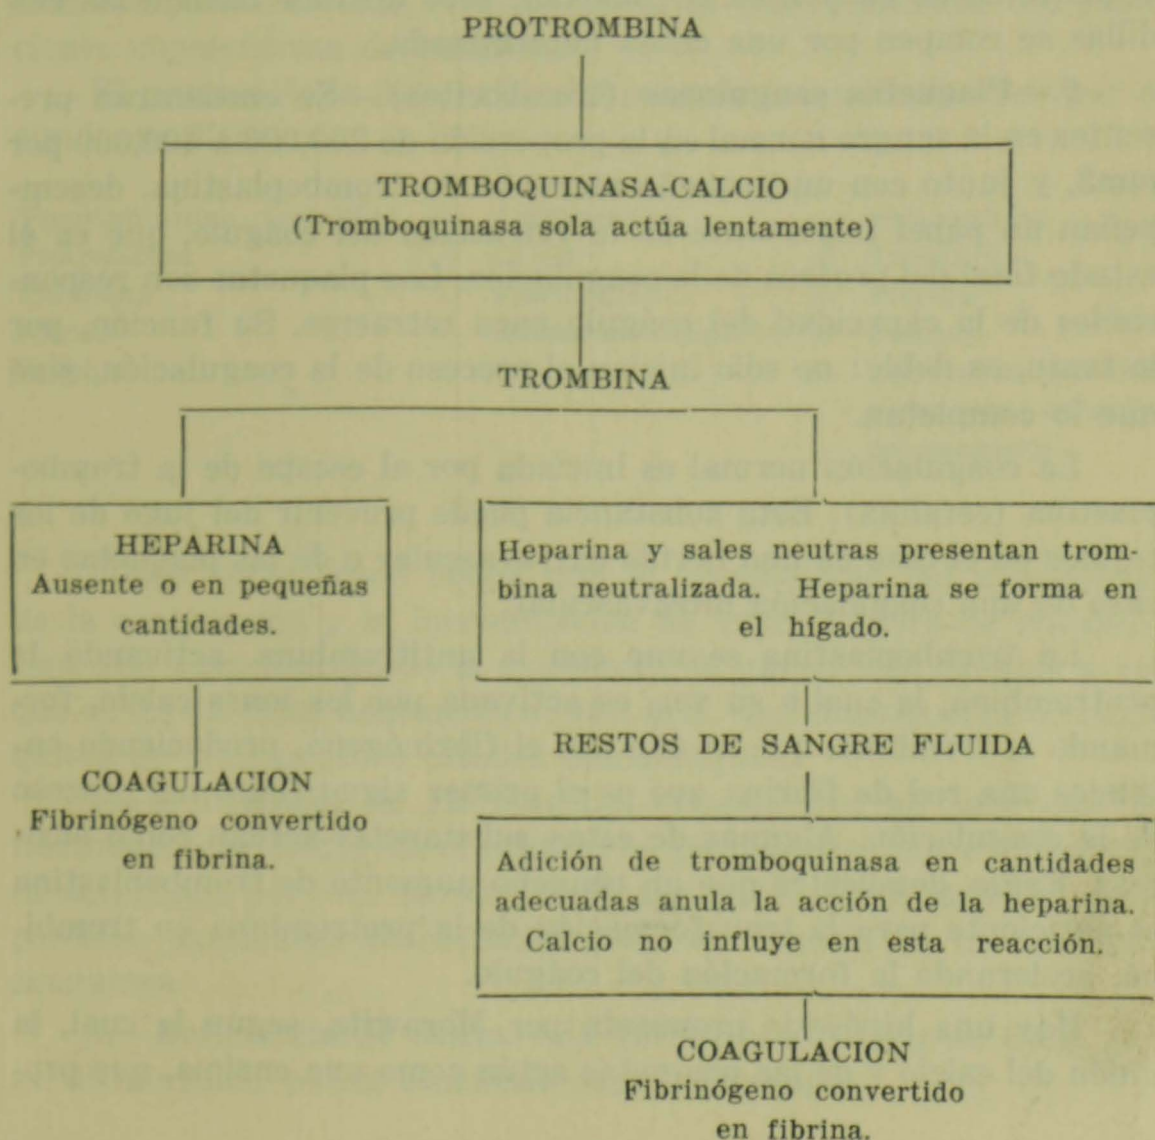 PROTROMBINA
TROMBOQUINASA-CALCIO
(Tromboquinasa sola actúa lentamente)
TROMBINA
HEPARINA
Ausente o en pequeñas
cantidades.
Heparina y sales neutras presentan trom-
bina neutralizada. Heparina se forma en
el hígado.
COAGULACION
Fibrinógeno convertido
en fibrina.
RESTOS DE SANGRE FLUIDA
Adición de tromboquinasa en cantidades
adecuadas anula la acción de la heparina.
Calcio no influye en esta reacción.
COAGULACION
Fibrinógeno convertido
en fibrina.